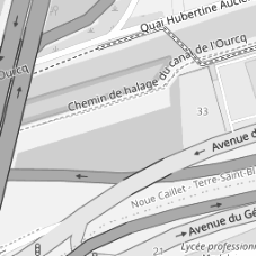 Quai Hubertine Auclert
Ourcq
Chemin de halage du canal de l'Ourcq
33
Avenue d
Noue Caillet - Terre-Saint-Bl
Avenue du Gé
21
Lycée professionn